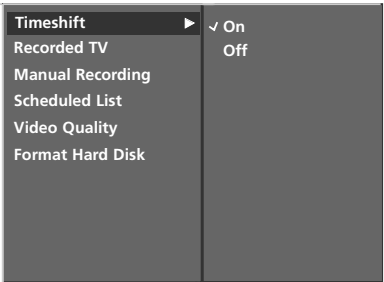 Timeshift
Recorded TV
Manual Recording
Scheduled List
Video Quality
Format Hard Disk
On
Off